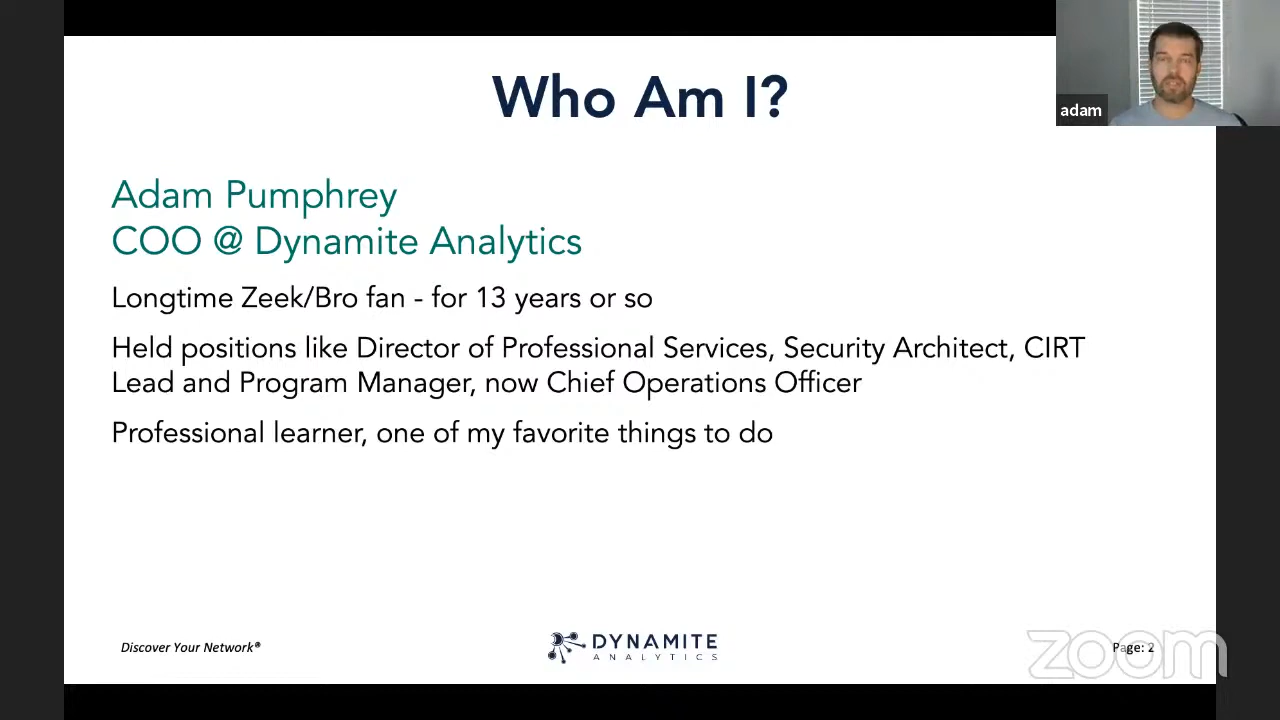 Who Am I?
adam
Adam Pumphrey
COO @ Dynamite Analytics
Longtime Zeek/Bro fan - for 13 years or so
Held positions like Director of Professional Services, Security Architect, CIRT
Lead and Program Manager, now Chief Operations Officer
Professional learner, one of my favorite things to do
Discover Your Network®
DYNAMITE
ANALYTICS
Page: 2
zoom